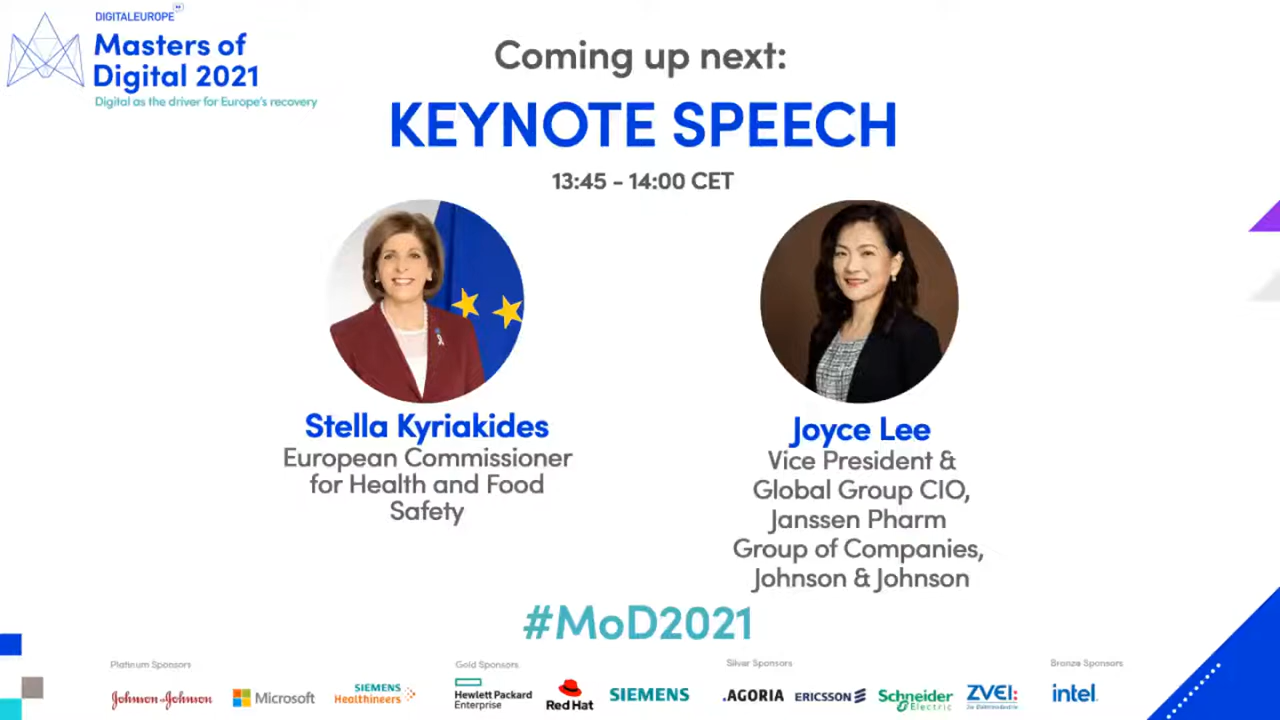 DIGITALEUROPE
Masters of
Digital 2021
Digital as the driver for Europe's recovery
Coming up next:
KEYNOTE SPEECH
13:45 - 14:00 CET
Stella Kyriakides
European Commissioner
for Health and Food
Safety
Joyce Lee
Vice President &
Global Group CIO,
Janssen Pharm
Group of Companies,
Johnson & Johnson
#MoD2021
Platinum Sponsors
Johnson & Johnson
Microsoft
SIEMENS
Healthineers
Gold Sponsors
Hewlett Packard
Enterprise
Red Hat
SIEMENS
Silver Sponsors
.AGORIA
ERICSSON
Schneider
Electric
ZVEI:
Die Elektroindustrie
Bronze Sponsors
intel.